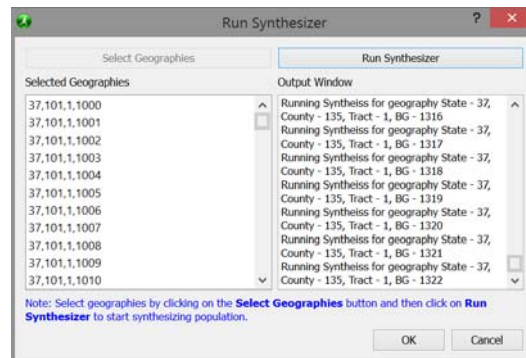 Run Synthesizer
?
Select Geographies
Run Synthesizer
Selected Geographies
Output Window
37,101,1,1000
37,101,1,1001
37,101,1,1002
37,101,1,1003
37,101,1,1004
37,101,1,1005
37,101,1,1006
37,101,1,1007
37,101,1,1008
37,101,1,1009
37,101,1,1010
Running Syntheiss for geography State - 37,
County - 135, Tract - 1, BG - 1316
Running Syntheiss for geography State - 37,
County - 135, Tract - 1, BG - 1317
Running Syntheiss for geography State - 37,
County - 135, Tract - 1, BG - 1318
Running Syntheiss for geography State - 37,
County - 135, Tract - 1, BG - 1319
Running Syntheiss for geography State - 37,
County - 135, Tract - 1, BG - 1320
Running Syntheiss for geography State - 37,
County - 135, Tract - 1, BG - 1321
Running Syntheiss for geography State - 37,
County - 135, Tract - 1, BG - 1322
Note: Select geographies by clicking on the Select Geographies button and then click on Run
Synthesizer to start synthesizing population.
OK
Cancel